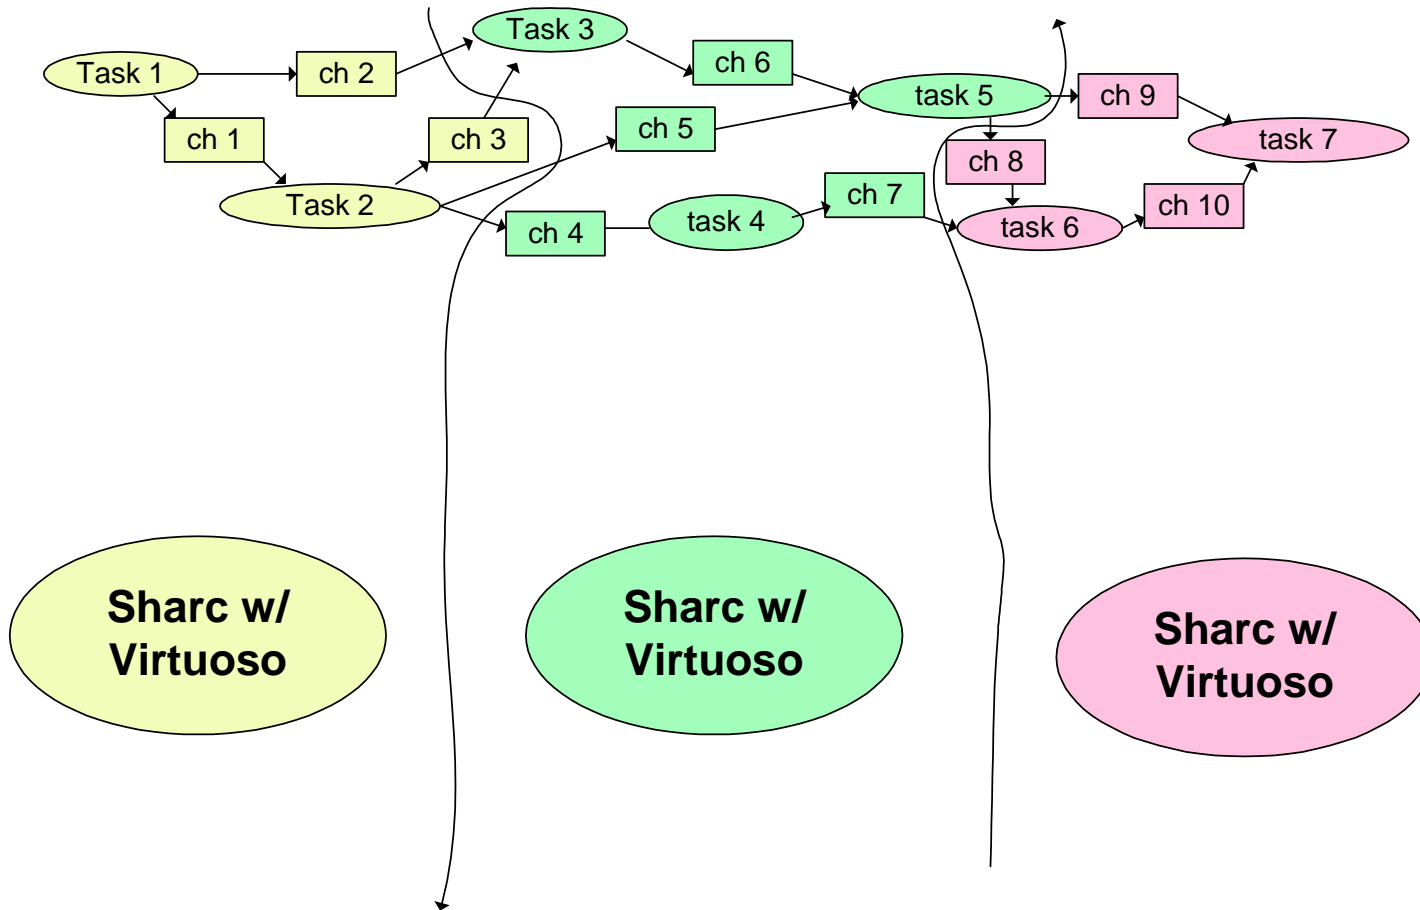 Task 1
ch 2
Task 3
ch 6
task 5
ch 9
ch 1
ch 3
ch 5
task 7
ch 8
Task 2
ch 4
task 4
ch 7
task 6
ch 10
Sharc w/
Virtuoso
Sharc w/
Virtuoso
Sharc w/
Virtuoso